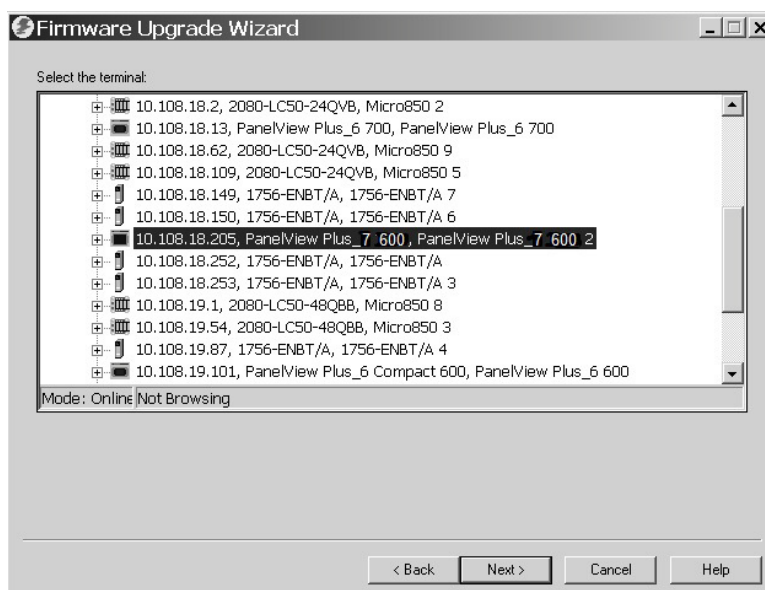 Firmware Upgrade Wizard
Select the terminal:
10.108.18.2, 2080-LC50-24QVB, Micro850 2
10.108.18.13, PanelView Plus_6 700, PanelView Plus_6 700
10.108.18.62, 2080-LC50-24QVB, Micro850 9
10.108.18.109, 2080-LC50-24QVB, Micro850 5
10.108.18.149, 1756-ENBT/A, 1756-ENBT/A 7
10.108.18.150, 1756-ENBT/A, 1756-ENBT/A 6
10.108.18.205, PanelView Plus_7 600, PanelView Plus_7 600 2
10.108.18.252, 1756-ENBT/A, 1756-ENBT/A
10.108.18.253, 1756-ENBT/A, 1756-ENBT/A 3
10.108.19.1, 2080-LC50-48QBB, Micro850 8
10.108.19.54, 2080-LC50-48QBB, Micro850 3
10.108.19.87, 1756-ENBT/A, 1756-ENBT/A 4
10.108.19.101, PanelView Plus_6 Compact 600, PanelView Plus_6 600
Mode: Online Not Browsing
< Back Next > Cancel Help